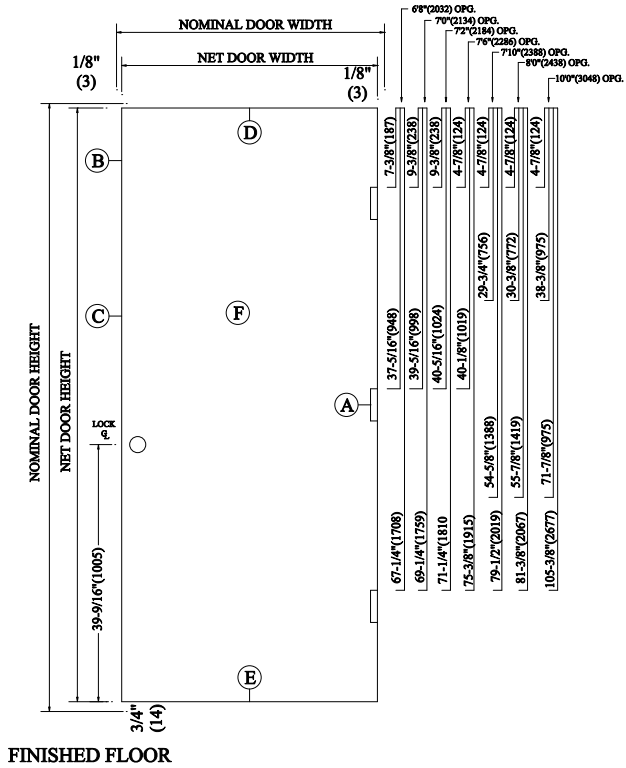 6'8"(2032) OPG.
7'0"(2134) OPG.
7'2"(2184) OPG.
7'6"(2286) OPG.
7'10"(2388) OPG.
8'0"(2438) OPG.
10'0"(3048) OPG.
NOMINAL DOOR WIDTH
NET DOOR WIDTH
1/8"
(3)
1/8"
(3)
D
B
C
F
A
E
LOCK
℄
NOMINAL DOOR HEIGHT
NET DOOR HEIGHT
39-9/16"(1005)
7-3/8"(187)
9-3/8"(238)
9-3/8"(238)
4-7/8"(124)
4-7/8"(124)
4-7/8"(124)
4-7/8"(124)
29-3/4"(756)
30-3/8"(772)
38-3/8"(975)
37-5/16"(948)
39-5/16"(998)
40-5/16"(1024)
40-1/8"(1019)
54-5/8"(1388)
55-7/8"(1419)
71-7/8"(975)
67-1/4"(1708)
69-1/4"(1759)
71-1/4"(1810
75-3/8"(1915)
79-1/2"(2019)
81-3/8"(2067)
105-3/8"(2677)
3/4"
(14)
FINISHED FLOOR